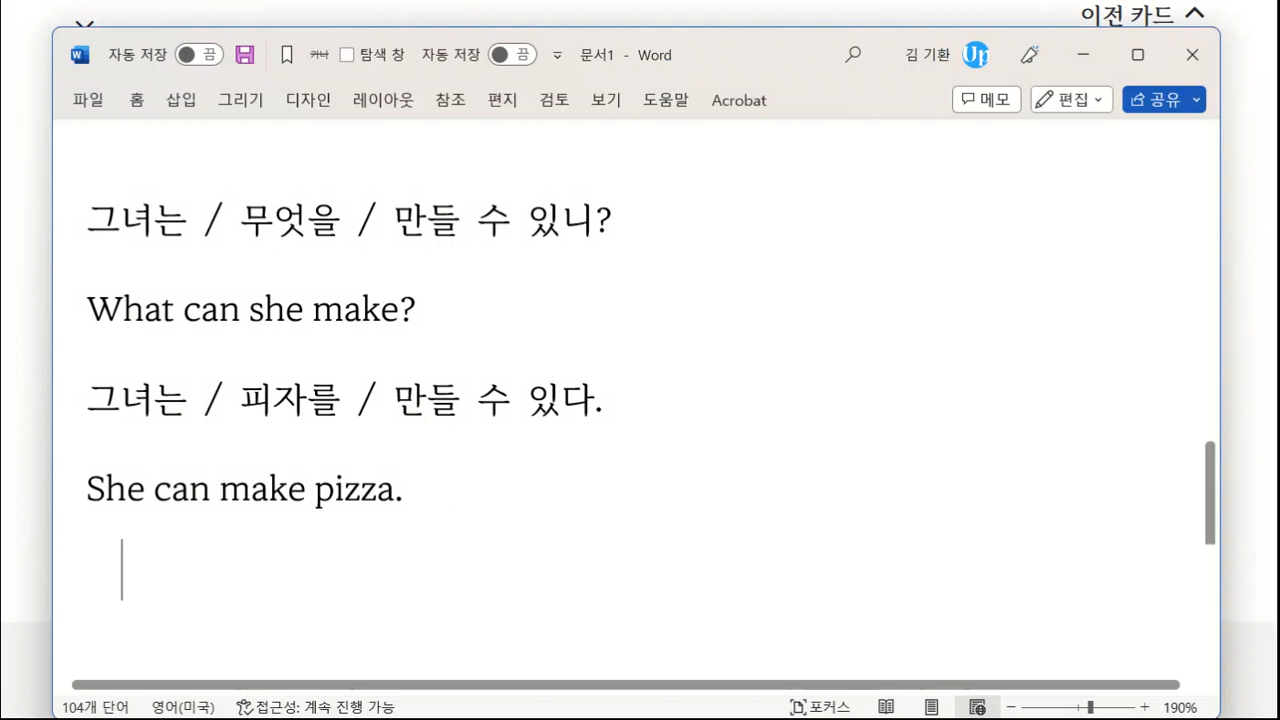 이전 카드
자동 저장 끔 가나 탐색 창 자동 저장 끔 문서1 - Word 김 기환 Up
파일 홈 삽입 그리기 디자인 레이아웃 참조 편지 검토 보기 도움말 Acrobat 메모 편집 공유
그녀는 / 무엇을 / 만들 수 있니?
What can she make?
그녀는 / 피자를 / 만들 수 있다.
She can make pizza.
104개 단어 영어(미국) 접근성: 계속 진행 가능 포커스 190%